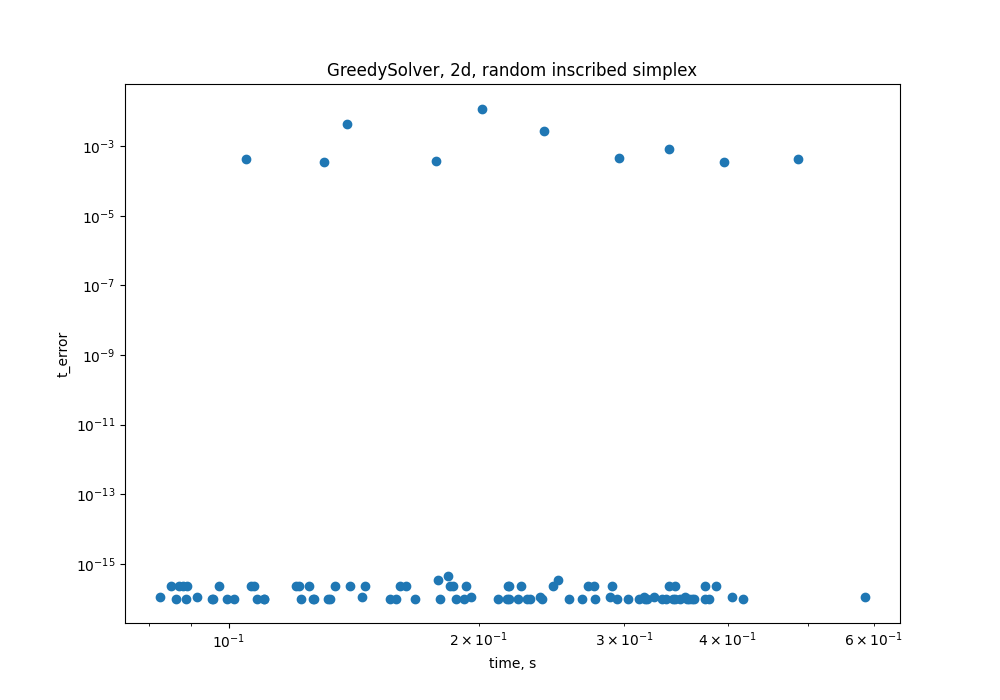 GreedySolver, 2d, random inscribed simplex
t_error
10⁻³
10⁻⁵
10⁻⁷
10⁻⁹
10⁻¹¹
10⁻¹³
10⁻¹⁵
10⁻¹
2 × 10⁻¹
3 × 10⁻¹
4 × 10⁻¹
6 × 10⁻¹
time, s